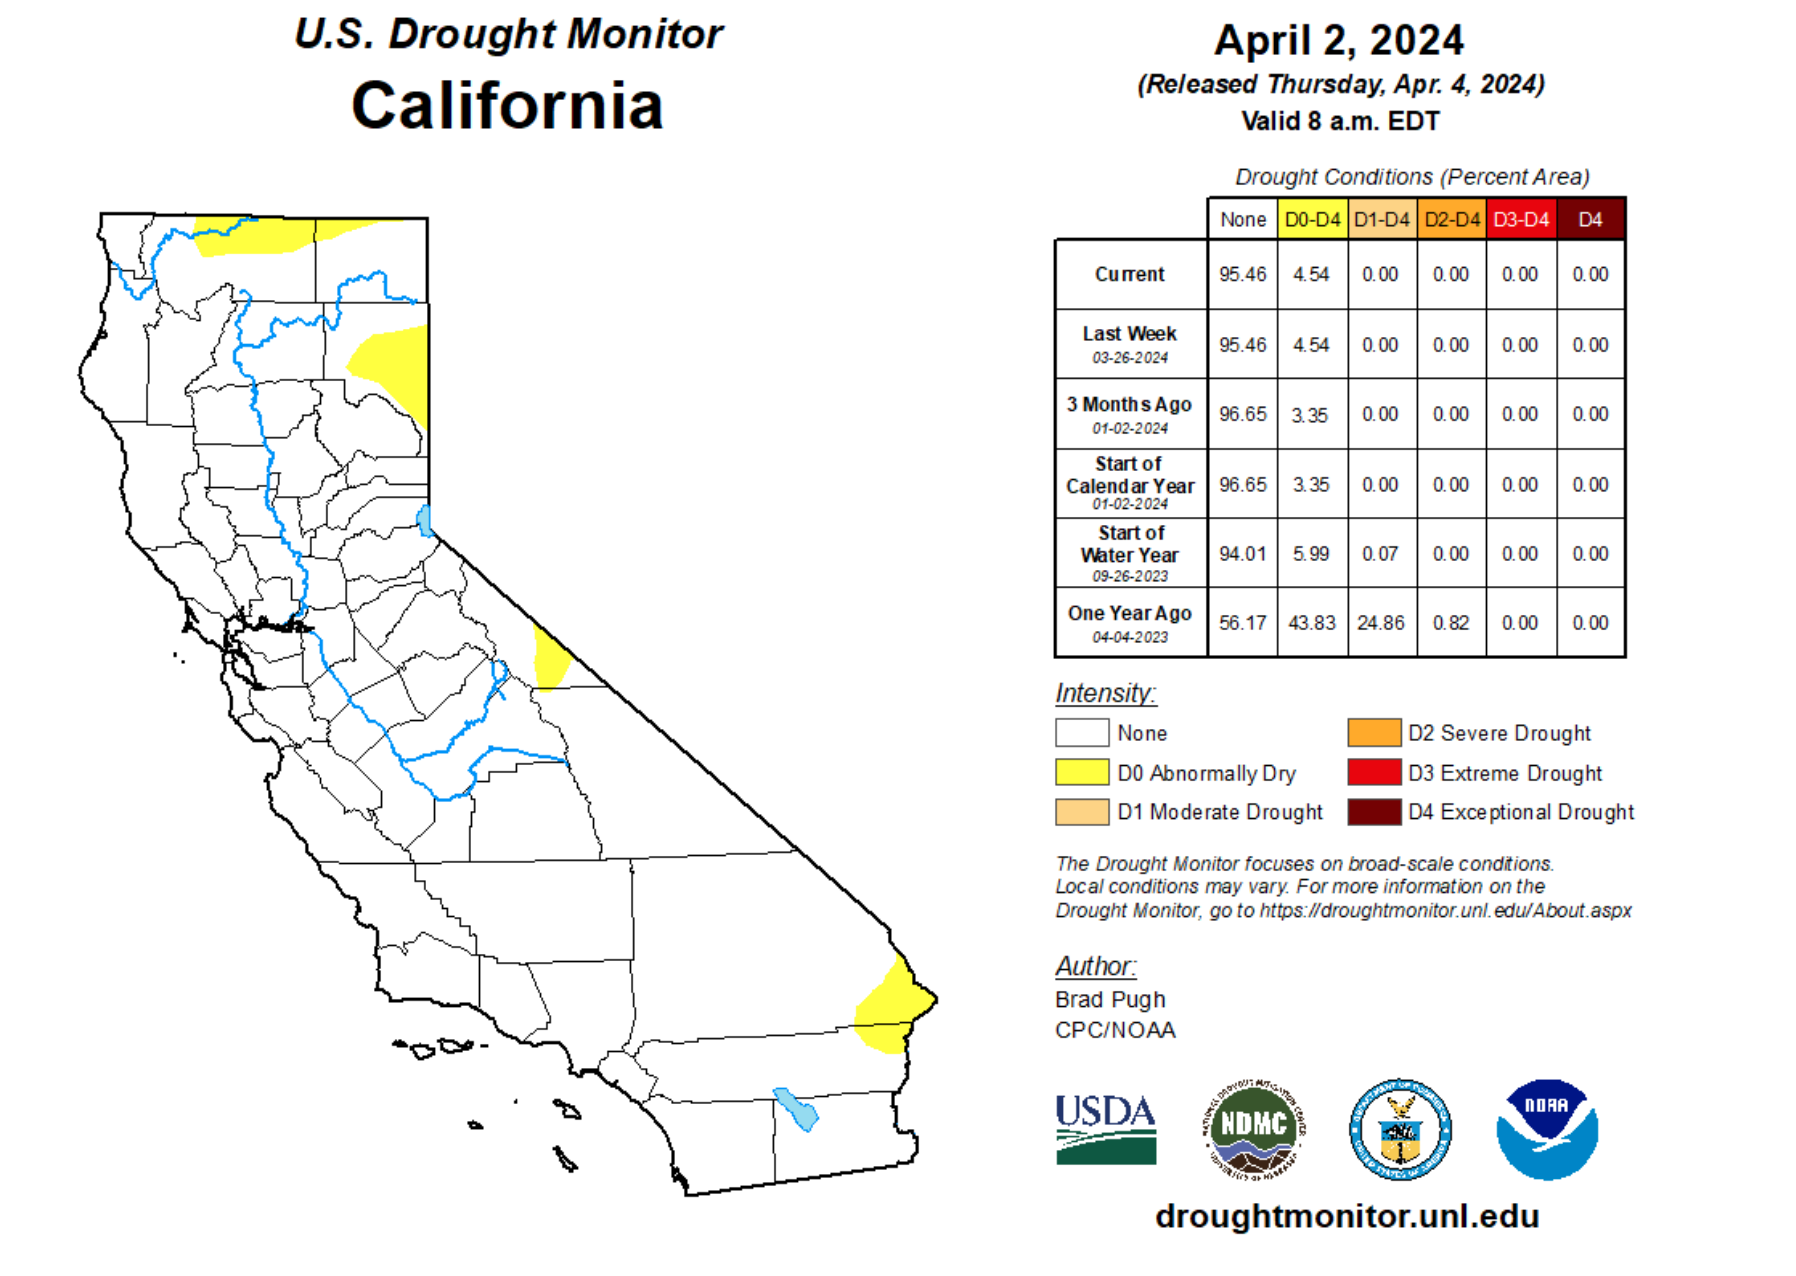 U.S. Drought Monitor
California
April 2, 2024
(Released Thursday, Apr. 4, 2024)
Valid 8 a.m. EDT
Drought Conditions (Percent Area)
None D0-D4 D1-D4 D2-D4 D3-D4 D4
Current 95.46 4.54 0.00 0.00 0.00 0.00
Last Week
03-26-2024 95.46 4.54 0.00 0.00 0.00 0.00
3 Months Ago
01-02-2024 96.65 3.35 0.00 0.00 0.00 0.00
Start of
Calendar Year
01-02-2024 96.65 3.35 0.00 0.00 0.00 0.00
Start of
Water Year
09-26-2023 94.01 5.99 0.07 0.00 0.00 0.00
One Year Ago
04-04-2023 56.17 43.83 24.86 0.82 0.00 0.00
Intensity:
None
D0 Abnormally Dry
D1 Moderate Drought
D2 Severe Drought
D3 Extreme Drought
D4 Exceptional Drought
The Drought Monitor focuses on broad-scale conditions.
Local conditions may vary. For more information on the
Drought Monitor, go to https://droughtmonitor.unl.edu/About.aspx
Author:
Brad Pugh
CPC/NOAA
USDA
NDMC
NOAA
droughtmonitor.unl.edu